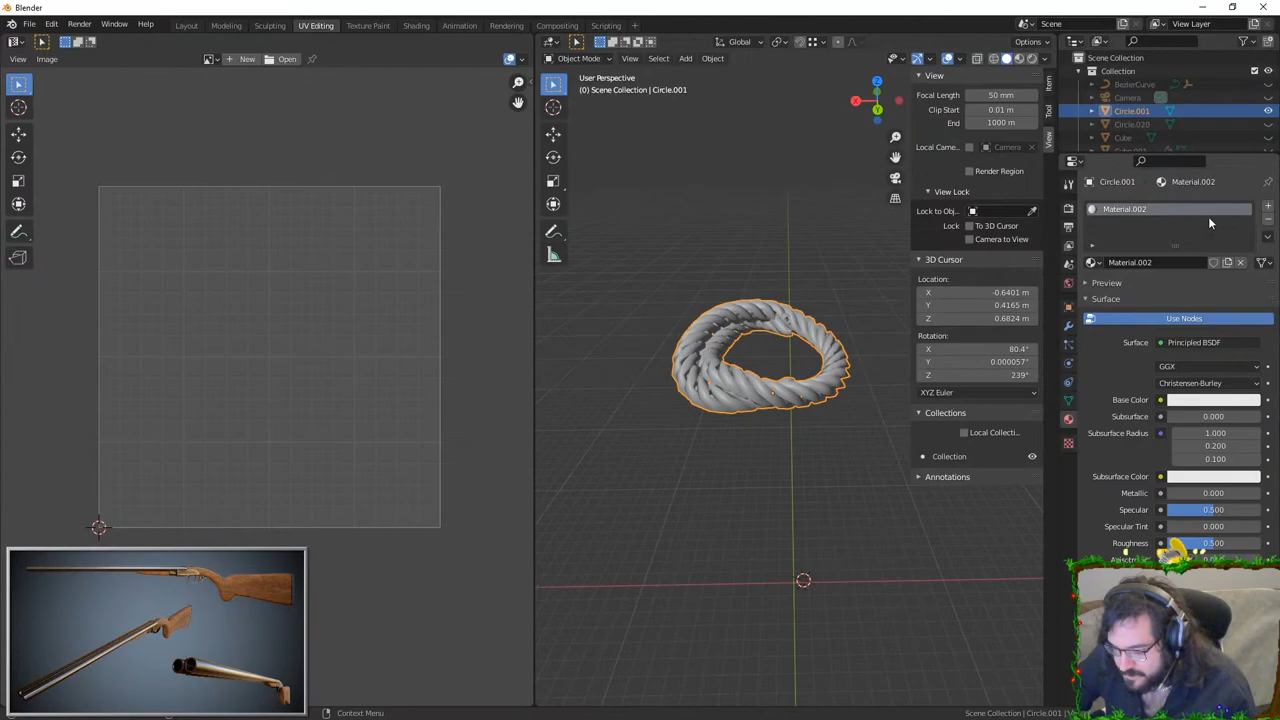 Blender
File Edit Render Window Help Layout Modeling Sculpting UV Editing Texture Paint Shading Animation Rendering Compositing Scripting + Scene View Layer
Global Options
View Image New Open Object Mode View Select Add Object
User Perspective
(0) Scene Collection | Circle.001
X
Y
Z
View
Focal Length 50 mm
Clip Start 0.01 m
End 1000 m
Local Came... Camera
Render Region
View Lock
Lock to Obj...
Lock To 3D Cursor
Camera to View
3D Cursor
Location:
X -0.6401 m
Y 0.4165 m
Z 0.6824 m
Rotation:
X 80.4°
Y 0.000057°
Z 239°
XYZ Euler
Collections
Local Collecti...
Collection
Annotations
Item
Tool
View
Scene Collection
Collection
BezierCurve
Camera
Circle.001
Circle.020
Cube
Circle.001 Material.002
Material.002
Material.002
Preview
Surface
Use Nodes
Surface Principled BSDF
GGX
Christensen-Burley
Base Color
Subsurface 0.000
Subsurface Radius 1.000
0.200
0.100
Subsurface Color
Metallic 0.000
Specular 0.500
Specular Tint 0.000
Roughness 0.500
Context Menu